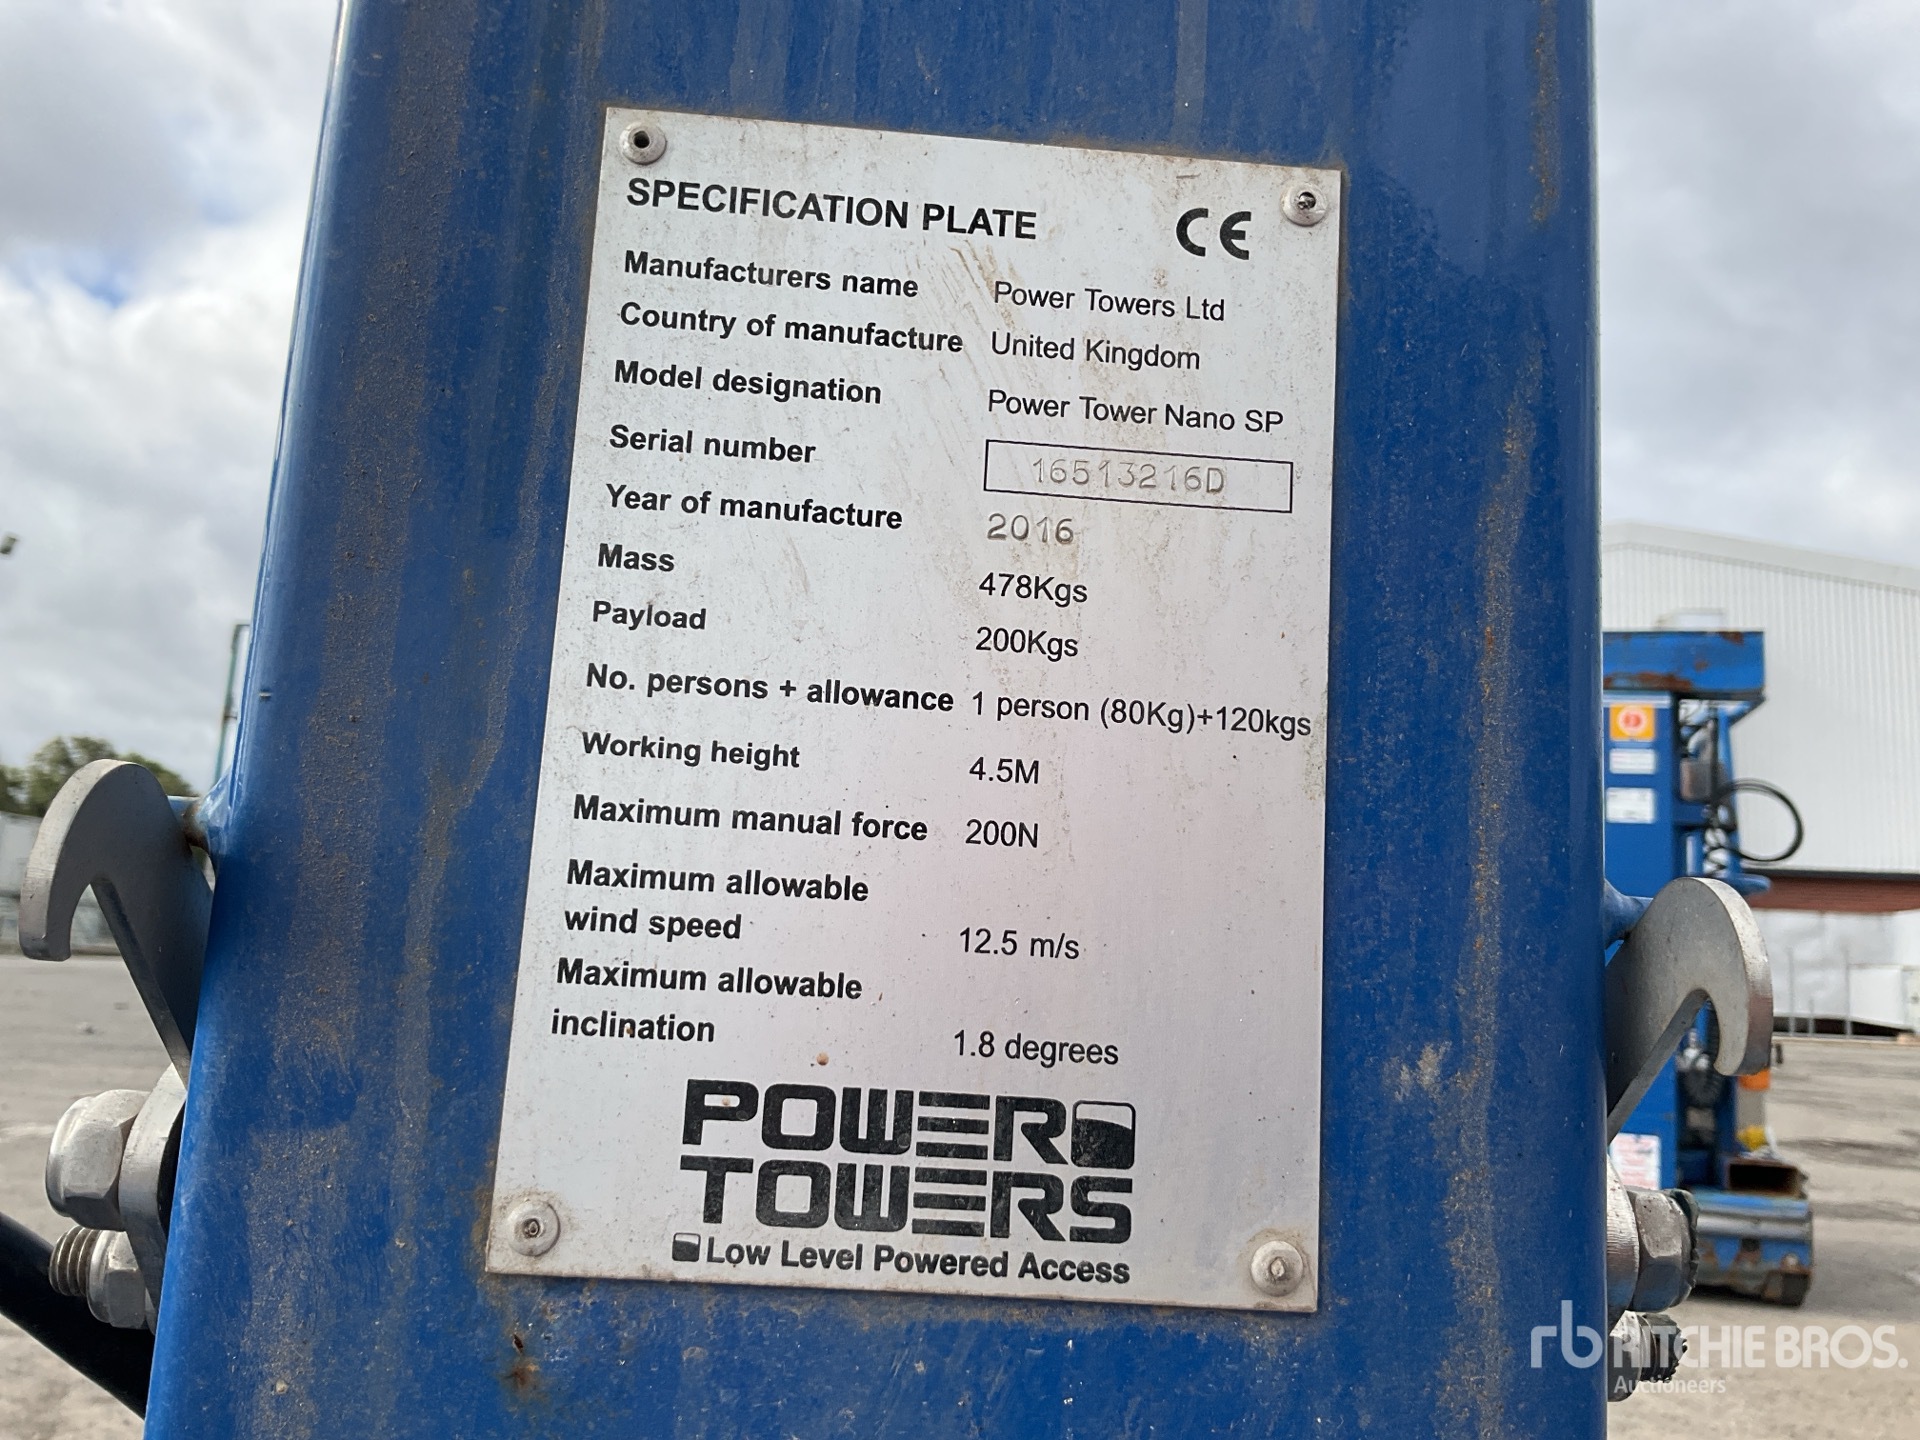 SPECIFICATION PLATE CE
Manufacturers name Power Towers Ltd
Country of manufacture United Kingdom
Model designation Power Tower Nano SP
Serial number 16513216D
Year of manufacture 2016
Mass 478Kgs
Payload 200Kgs
No. persons + allowance 1 person (80Kg)+120kgs
Working height 4.5M
Maximum manual force 200N
Maximum allowable
wind speed 12.5 m/s
Maximum allowable
inclination 1.8 degrees
POWER
TOWERS
Low Level Powered Access
rb RITCHIE BROS.
Auctioneers